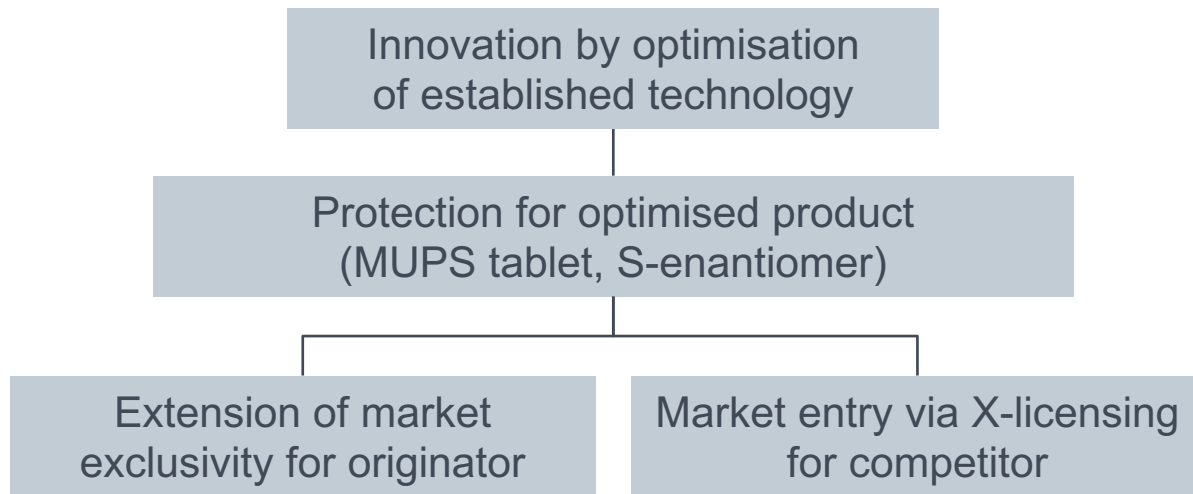 Innovation by optimisation
of established technology
Protection for optimised product
(MUPS tablet, S-enantiomer)
Extension of market
exclusivity for originator
Market entry via X-licensing
for competitor